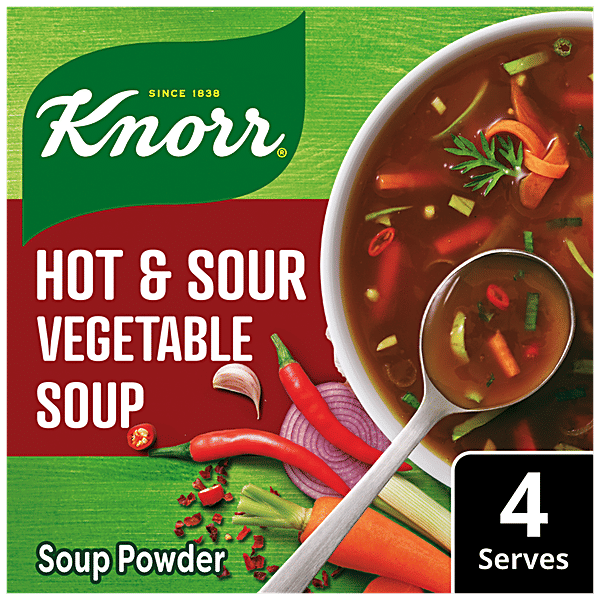 SINCE 1838
Knorr®
HOT & SOUR
VEGETABLE
SOUP
Soup Powder
4
Serves